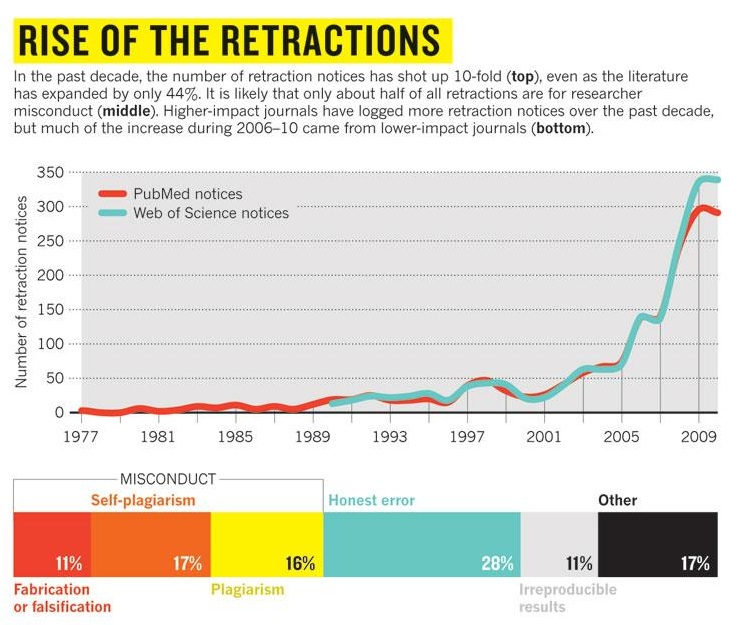 RISE OF THE RETRACTIONS
In the past decade, the number of retraction notices has shot up 10-fold (top), even as the literature
has expanded by only 44%. It is likely that only about half of all retractions are for researcher
misconduct (middle). Higher-impact journals have logged more retraction notices over the past decade,
but much of the increase during 2006–10 came from lower-impact journals (bottom).
Number of retraction notices
350
300
250
200
150
100
50
0
PubMed notices
Web of Science notices
1977 1981 1985 1989 1993 1997 2001 2005 2009
MISCONDUCT
Self-plagiarism Honest error Other
11% 17% 16% 28% 11% 17%
Fabrication
or falsification
Plagiarism
Irreproducible
results